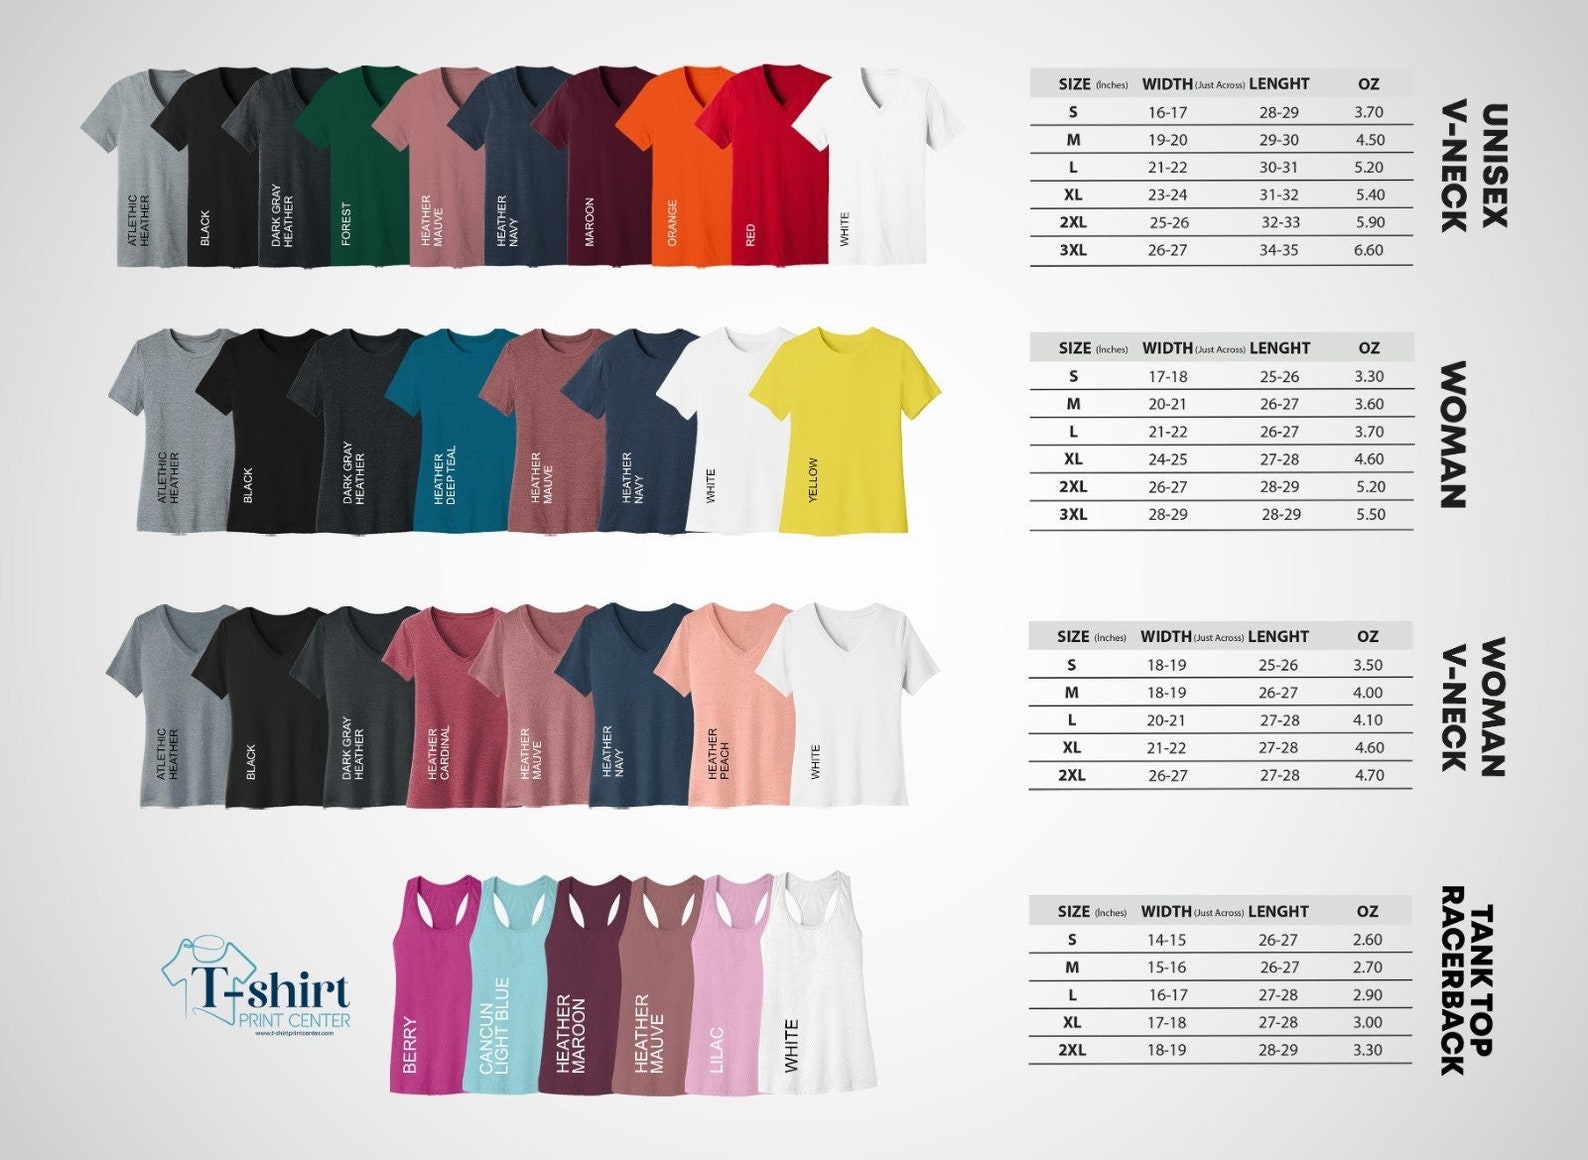 ATLETHIC
HEATHER
BLACK
DARK GRAY
HEATHER
FOREST
HEATHER
MAUVE
HEATHER
NAVY
MAROON
ORANGE
RED
WHITE
SIZE (Inches) WIDTH (Just Across) LENGHT OZ
S 16-17 28-29 3.70
M 19-20 29-30 4.50
L 21-22 30-31 5.20
XL 23-24 31-32 5.40
2XL 25-26 32-33 5.90
3XL 26-27 34-35 6.60
UNISEX
V-NECK
ATLETHIC
HEATHER
BLACK
DARK GRAY
HEATHER
HEATHER
DEEP TEAL
HEATHER
MAUVE
HEATHER
NAVY
WHITE
YELLOW
SIZE (Inches) WIDTH (Just Across) LENGHT OZ
S 17-18 25-26 3.30
M 20-21 26-27 3.60
L 21-22 26-27 3.70
XL 24-25 27-28 4.60
2XL 26-27 28-29 5.20
3XL 28-29 28-29 5.50
WOMAN
ATLETHIC
HEATHER
BLACK
DARK GRAY
HEATHER
HEATHER
CARDINAL
HEATHER
MAUVE
HEATHER
NAVY
HEATHER
PEACH
WHITE
SIZE (Inches) WIDTH (Just Across) LENGHT OZ
S 18-19 25-26 3.50
M 18-19 26-27 4.00
L 20-21 27-28 4.10
XL 21-22 27-28 4.60
2XL 26-27 27-28 4.70
WOMAN
V-NECK
T-shirt
PRINT CENTER
www.t-shirtprintcenter.com
BERRY
CANCUN
LIGHT BLUE
HEATHER
MAROON
HEATHER
MAUVE
LILAC
WHITE
SIZE (Inches) WIDTH (Just Across) LENGHT OZ
S 14-15 26-27 2.60
M 15-16 26-27 2.70
L 16-17 27-28 2.90
XL 17-18 27-28 3.00
2XL 18-19 28-29 3.30
TANK TOP
RACERBACK